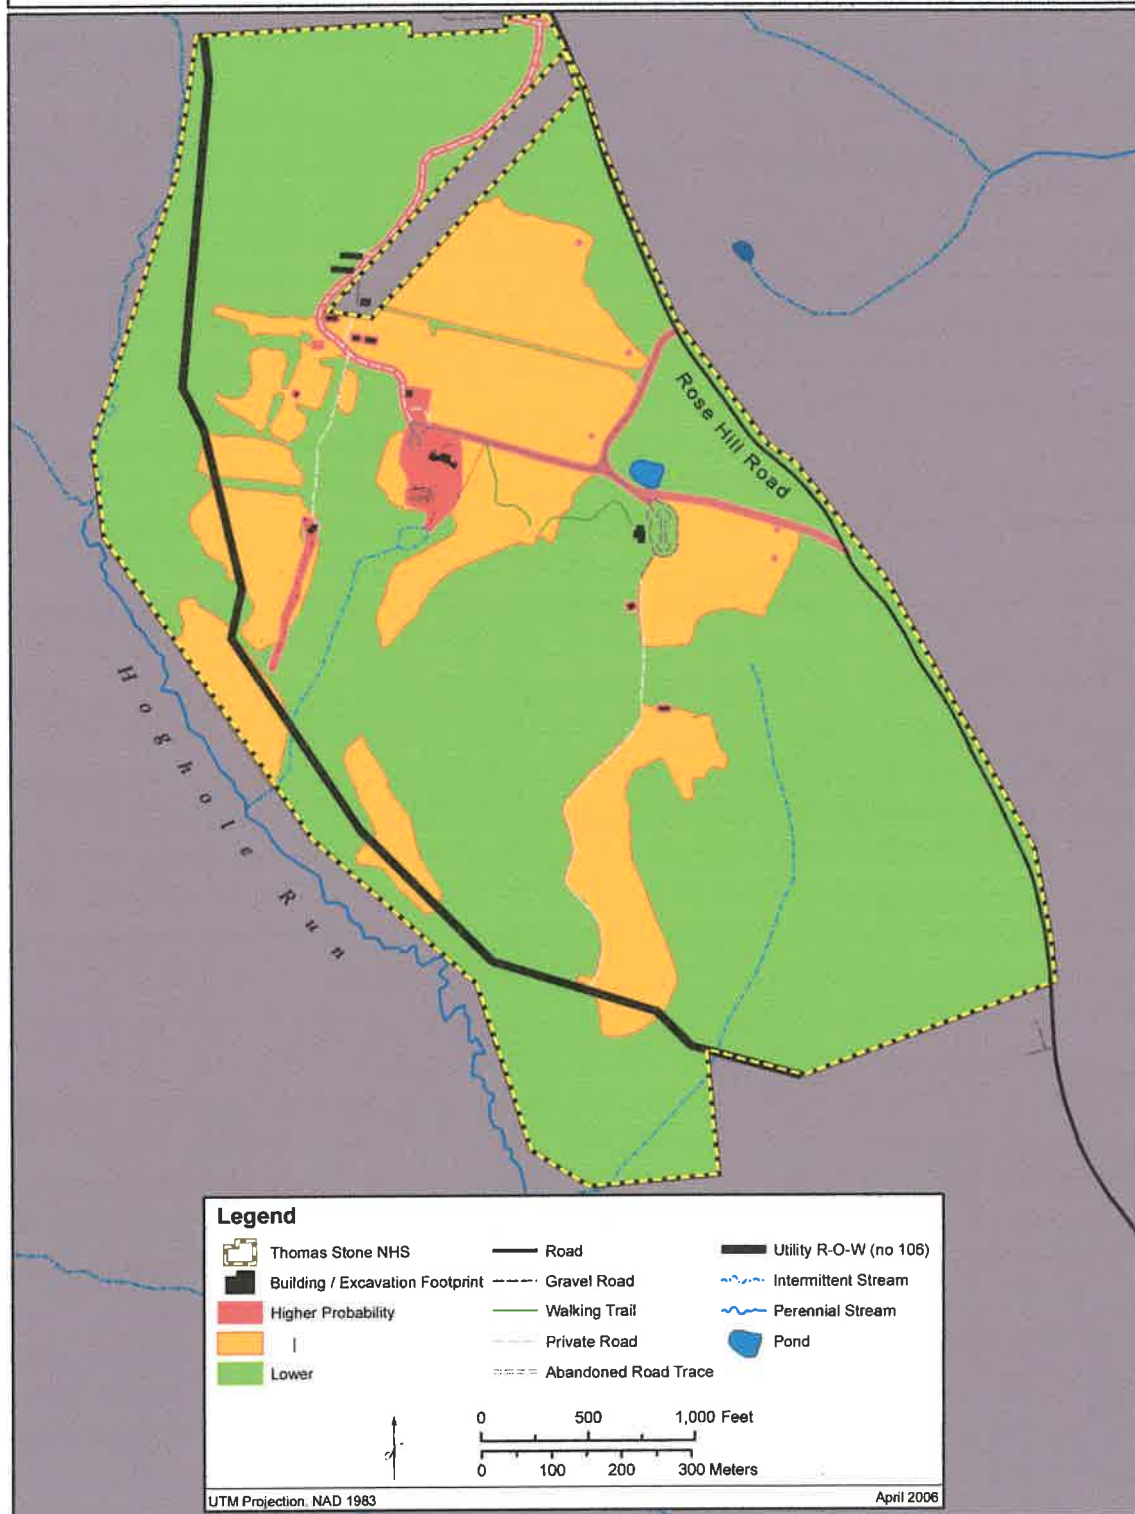 Rose Hill Road
Hoghole Run
Legend
Thomas Stone NHS
Building / Excavation Footprint
Higher Probability
|
Lower
Road
Gravel Road
Walking Trail
Private Road
Abandoned Road Trace
Utility R-O-W (no 106)
Intermittent Stream
Perennial Stream
Pond
0 500 1,000 Feet
0 100 200 300 Meters
UTM Projection. NAD 1983
April 2006